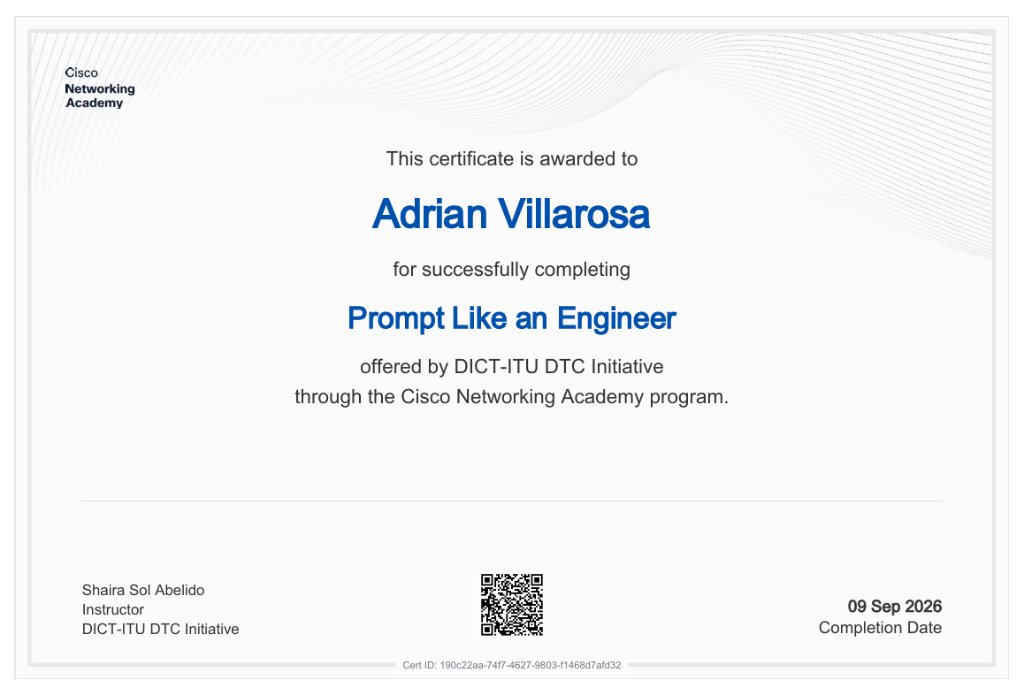 Cisco
Networking
Academy
This certificate is awarded to
Adrian Villarosa
for successfully completing
Prompt Like an Engineer
offered by DICT-ITU DTC Initiative
through the Cisco Networking Academy program.
Shaira Sol Abelido
Instructor
DICT-ITU DTC Initiative
09 Sep 2026
Completion Date
Cert ID: 190c22aa-74f7-4627-9803-f1468d7afd32